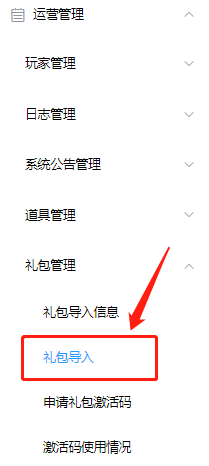 运营管理
玩家管理
日志管理
系统公告管理
道具管理
礼包管理
礼包导入信息
礼包导入
申请礼包激活码
激活码使用情况